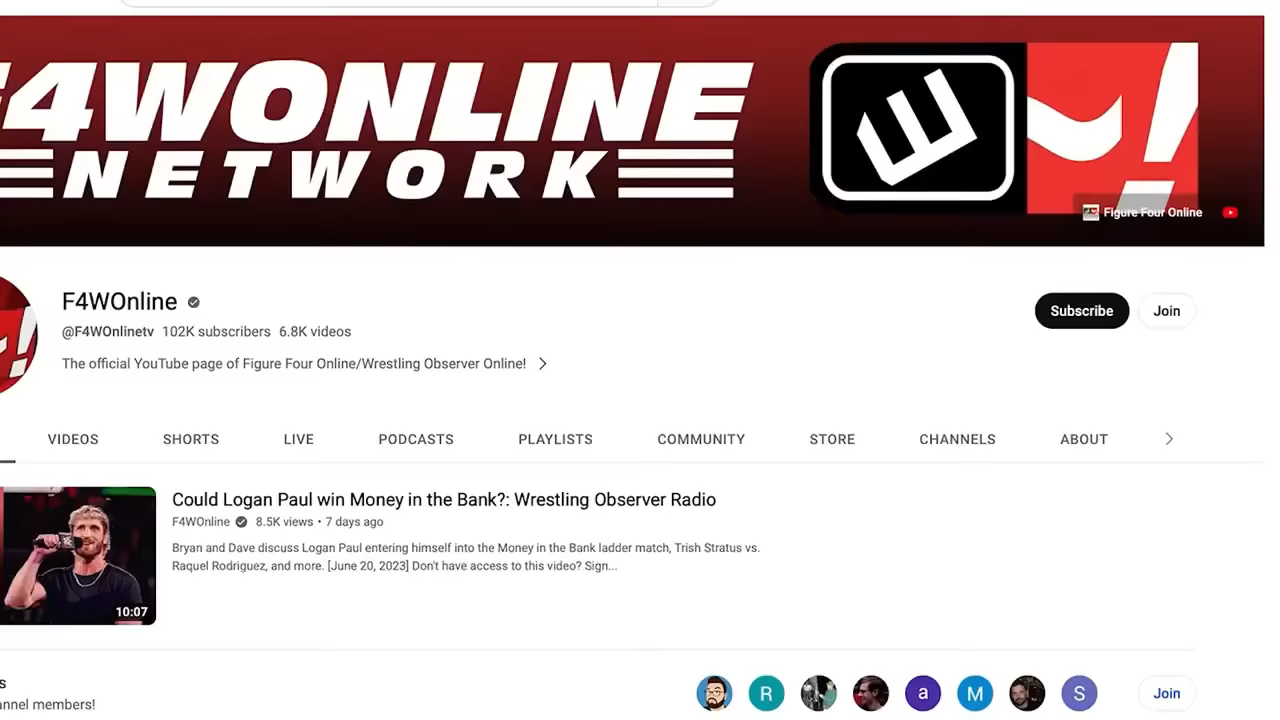 4WONLINE
NETWORK
Figure Four Online
F4WOnline
@F4WOnlinetv 102K subscribers 6.8K videos
Subscribe
Join
The official YouTube page of Figure Four Online/Wrestling Observer Online!
VIDEOS SHORTS LIVE PODCASTS PLAYLISTS COMMUNITY STORE CHANNELS ABOUT
Could Logan Paul win Money in the Bank?: Wrestling Observer Radio
F4WOnline 8.5K views • 7 days ago
Bryan and Dave discuss Logan Paul entering himself into the Money in the Bank ladder match, Trish Stratus vs.
Raquel Rodriguez, and more. [June 20, 2023] Don't have access to this video? Sign...
10:07
R a M S
Join
annel members!